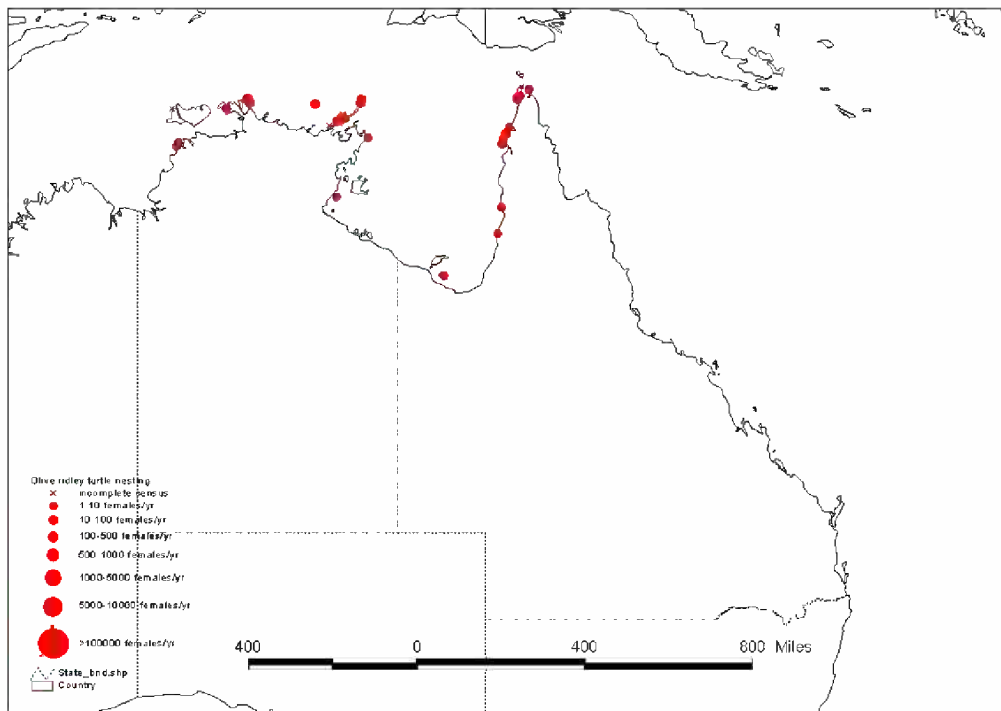 Olive ridley turtle nesting
incomplete census
1-10 females/yr
10-100 females/yr
100-500 females/yr
500-1000 females/yr
1000-5000 females/yr
5000-10000 females/yr
>100000 females/yr
State_bnd.shp
Country
400 0 400 800 Miles